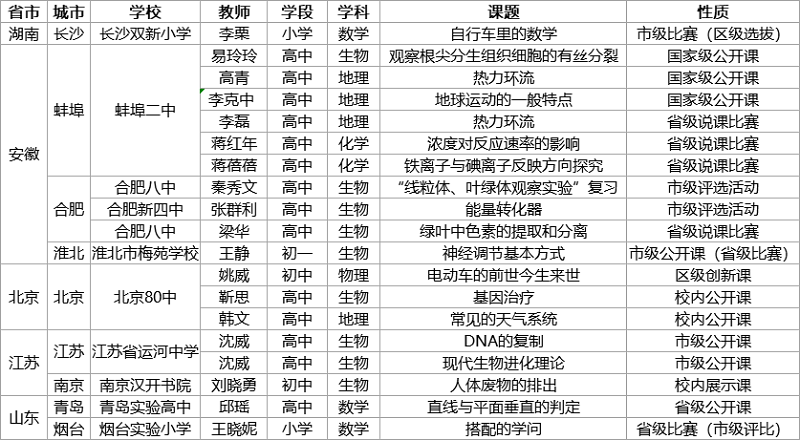 省市 城市 学校 教师 学段 学科 课题 性质
湖南 长沙 长沙双新小学 李栗 小学 数学 自行车里的数学 市级比赛（区级选拔）
安徽 蚌埠 蚌埠二中 易玲玲 高中 生物 观察根尖分生组织细胞的有丝分裂 国家级公开课
高青 高中 地理 热力环流 国家级公开课
李克中 高中 地理 地球运动的一般特点 国家级公开课
李磊 高中 地理 热力环流 省级说课比赛
蒋红年 高中 化学 浓度对反应速率的影响 省级说课比赛
蒋蓓蓓 高中 化学 铁离子与碘离子反映方向探究 省级说课比赛
合肥 合肥八中 秦秀文 高中 生物 “线粒体、叶绿体观察实验”复习 市级评选活动
合肥新四中 张群利 高中 生物 能量转化器 市级评选活动
合肥八中 梁华 高中 生物 绿叶中色素的提取和分离 省级说课比赛
淮北 淮北市梅苑学校 王静 初一 生物 神经调节基本方式 市级公开课（省级比赛）
北京 北京 北京80中 姚威 初中 物理 电动车的前世今生来世 区级创新课
靳思 高中 生物 基因治疗 校内公开课
韩文 高中 地理 常见的天气系统 校内公开课
江苏 江苏 江苏省运河中学 沈威 高中 生物 DNA的复制 市级公开课
沈威 高中 生物 现代生物进化理论 市级公开课
南京 南京汉开书院 刘晓勇 初中 生物 人体废物的排出 校内展示课
山东 青岛 青岛实验高中 邱瑶 高中 数学 直线与平面垂直的判定 省级公开课
烟台 烟台实验小学 王晓妮 小学 数学 搭配的学问 省级比赛（市级评比）